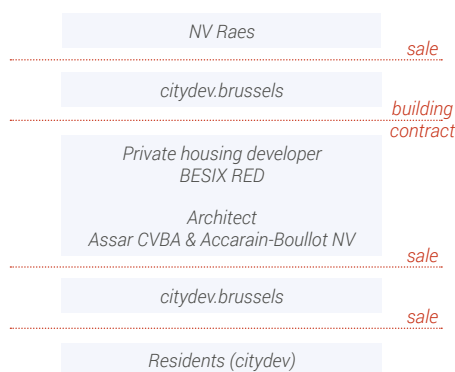 NV Raes
sale
citydev.brussels
building
contract
Private housing developer
BESIX RED
Architect
Assar CVBA & Accarain-Boullot NV
sale
citydev.brussels
sale
Residents (citydev)